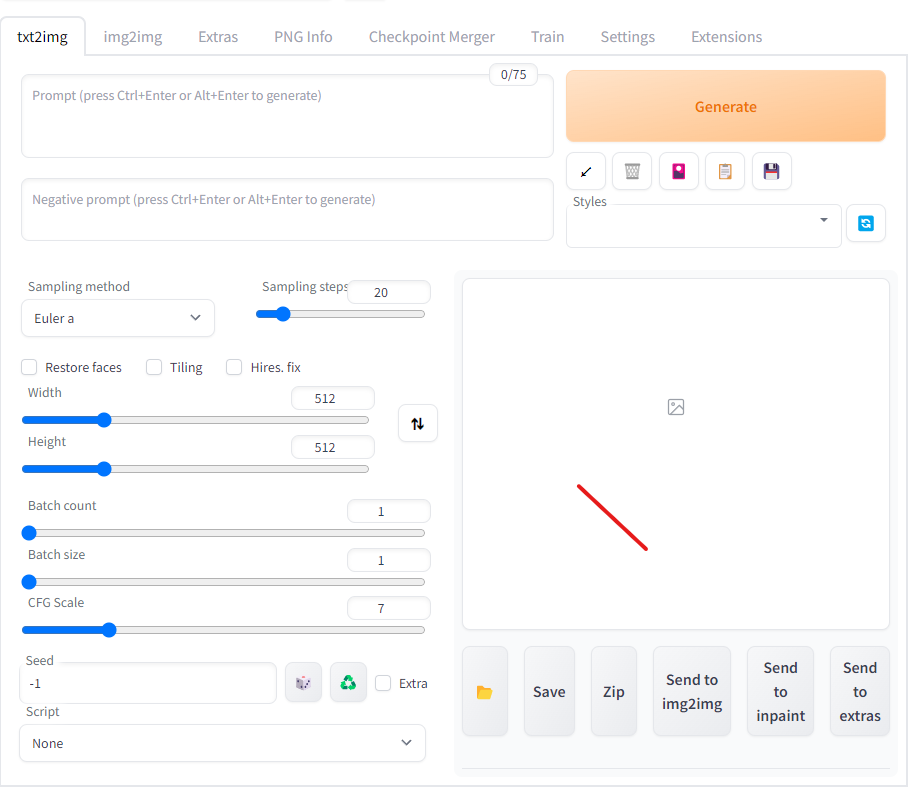 txt2img img2img Extras PNG Info Checkpoint Merger Train Settings Extensions
0/75
Prompt (press Ctrl+Enter or Alt+Enter to generate)
Generate
Negative prompt (press Ctrl+Enter or Alt+Enter to generate)
Styles
Sampling method
Euler a
Sampling steps
20
Restore faces Tiling Hires. fix
Width
512
Height
512
Batch count
1
Batch size
1
CFG Scale
7
Seed
-1
Extra
Script
None
Save
Zip
Send to
img2img
Send
to
inpaint
Send
to
extras